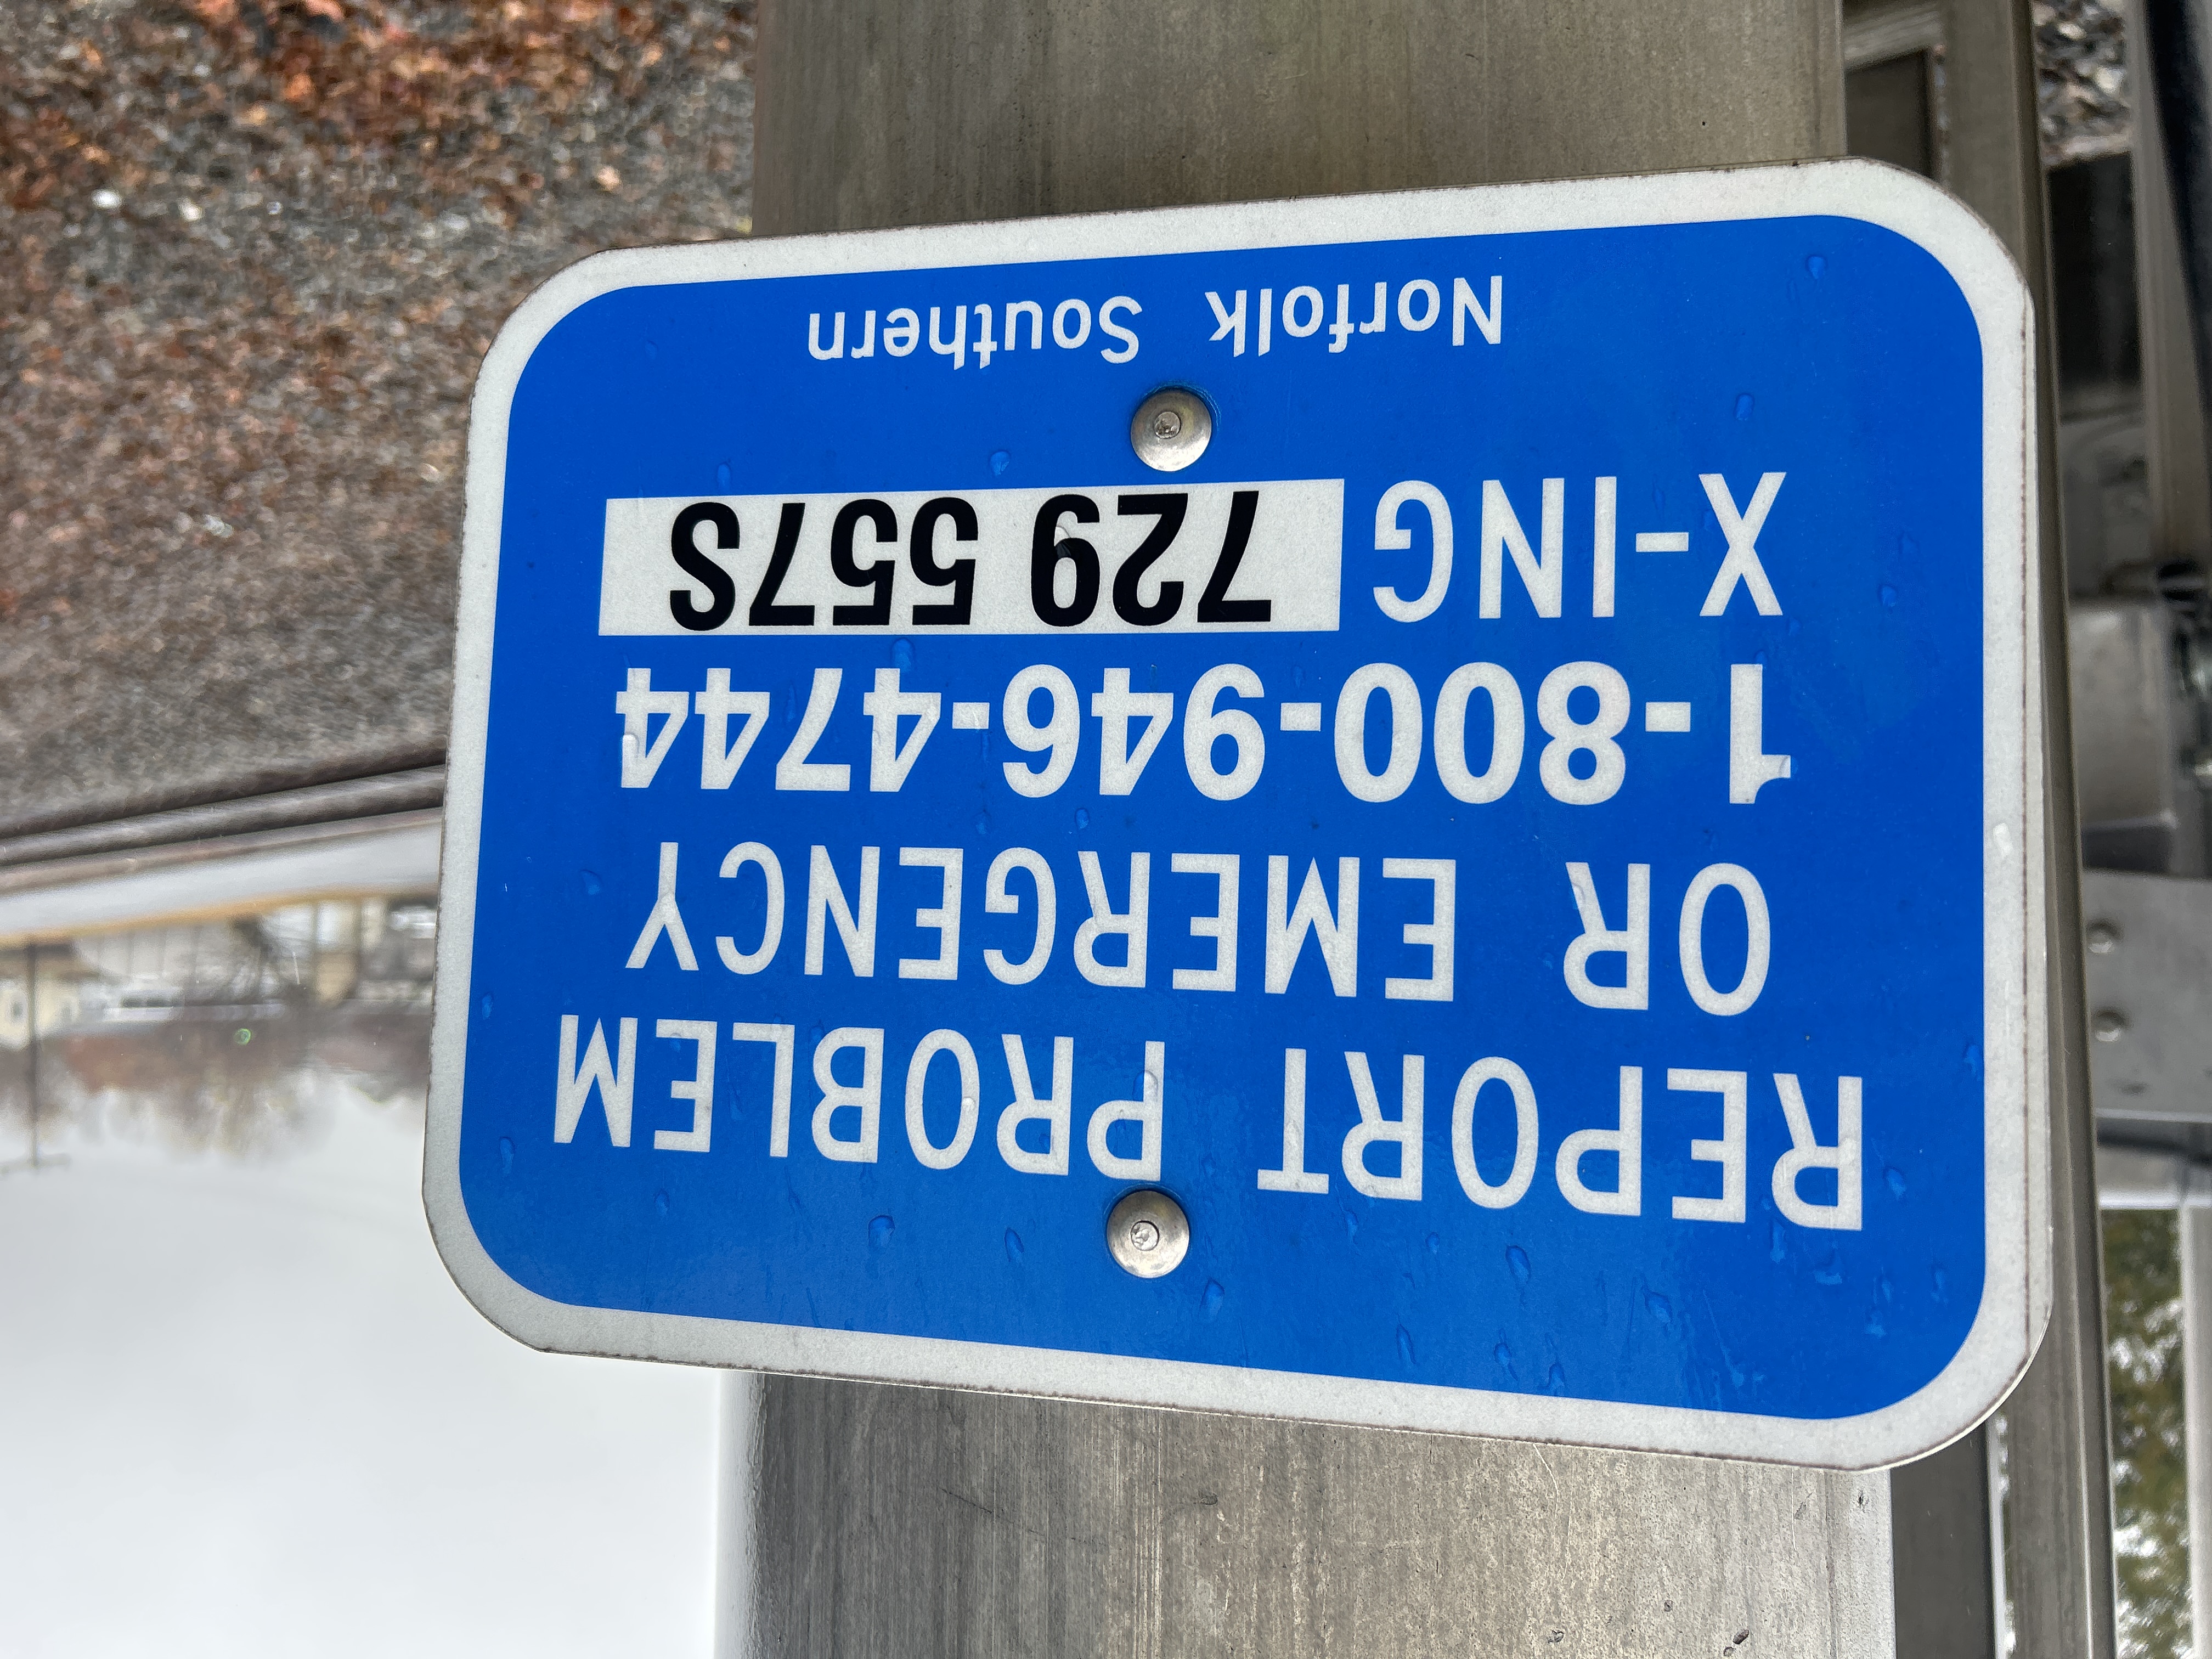 REPORT PROBLEM
OR EMERGENCY
1-800-946-4744
X-ING 729 557S
Norfolk Southern